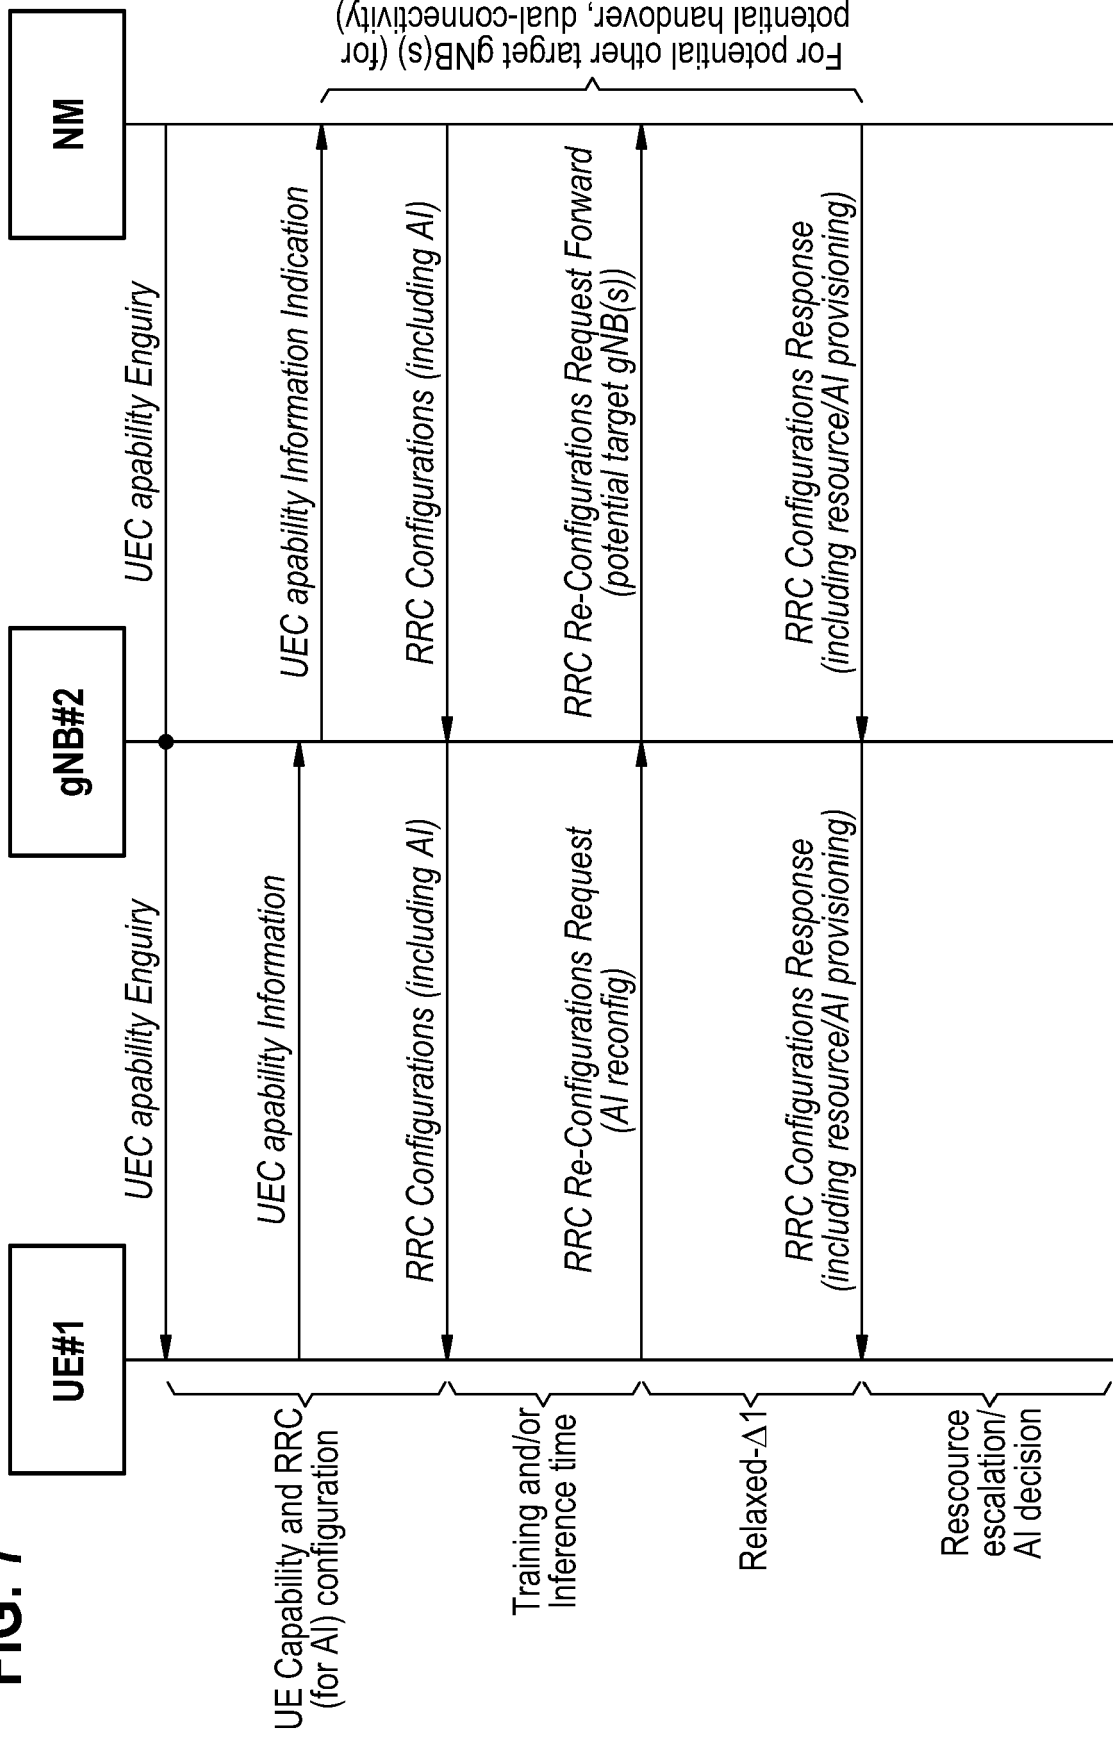 FIG. 7
UE#1
gNB#2
NM
UEC apability Enguiry
UEC apability Enguiry
UEC apability Information
UEC apability Information Indication
RRC Configurations (including AI)
RRC Configurations (including AI)
RRC Re-Configurations Request
(AI reconfig)
RRC Re-Configurations Request Forward
(potential target gNB(s))
RRC Configurations Response
(including resource/AI provisioning)
RRC Configurations Response
(including resource/AI provisioning)
UE Capability and RRC
(for AI) configuration
Training and/or
Inference time
Relaxed-Δ1
Rescource
escalation/
AI decision
For potential other target gNB(s) (for
potential handover, dual-connectivity)